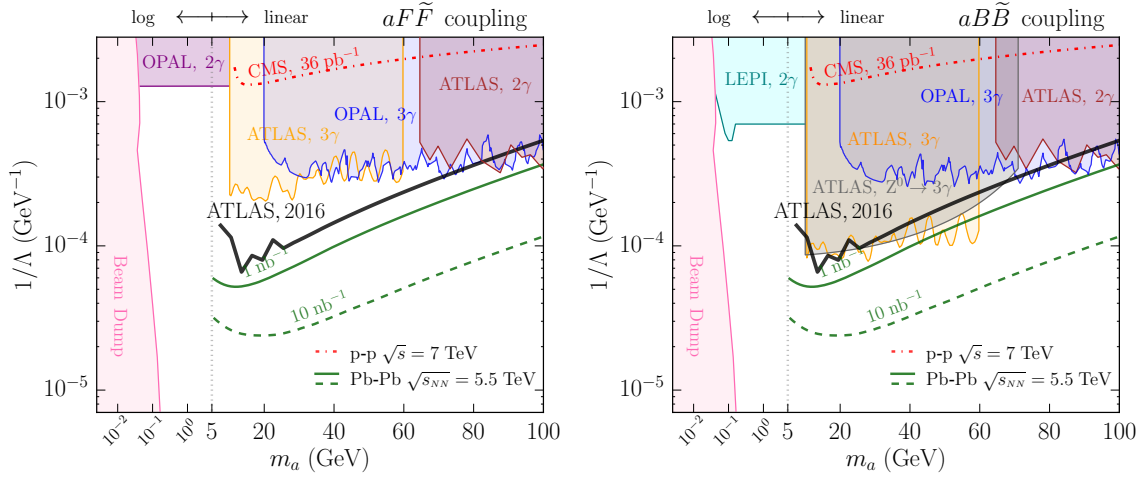 log ⟷ linear
aFF̃ coupling
OPAL, 2γ
CMS, 36 pb⁻¹
ATLAS, 2γ
OPAL, 3γ
ATLAS, 3γ
ATLAS, 2016
1 nb⁻¹
10 nb⁻¹
Beam Dump
p-p √s = 7 TeV
Pb-Pb √s_NN = 5.5 TeV
1/Λ (GeV⁻¹)
10⁻³
10⁻⁴
10⁻⁵
10⁻² 10⁻¹ 10⁰ 5 20 40 60 80 100
m_a (GeV)
log ⟷ linear
aBB̃ coupling
LEPI, 2γ
CMS, 36 pb⁻¹
OPAL, 3γ
ATLAS, 2γ
ATLAS, 3γ
ATLAS, Z⁰ → 3γ
ATLAS, 2016
1 nb⁻¹
10 nb⁻¹
Beam Dump
p-p √s = 7 TeV
Pb-Pb √s_NN = 5.5 TeV
1/Λ (GeV⁻¹)
10⁻³
10⁻⁴
10⁻⁵
10⁻² 10⁻¹ 10⁰ 5 20 40 60 80 100
m_a (GeV)